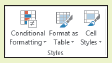 Conditional Format as Cell
Formatting Table Styles
Styles